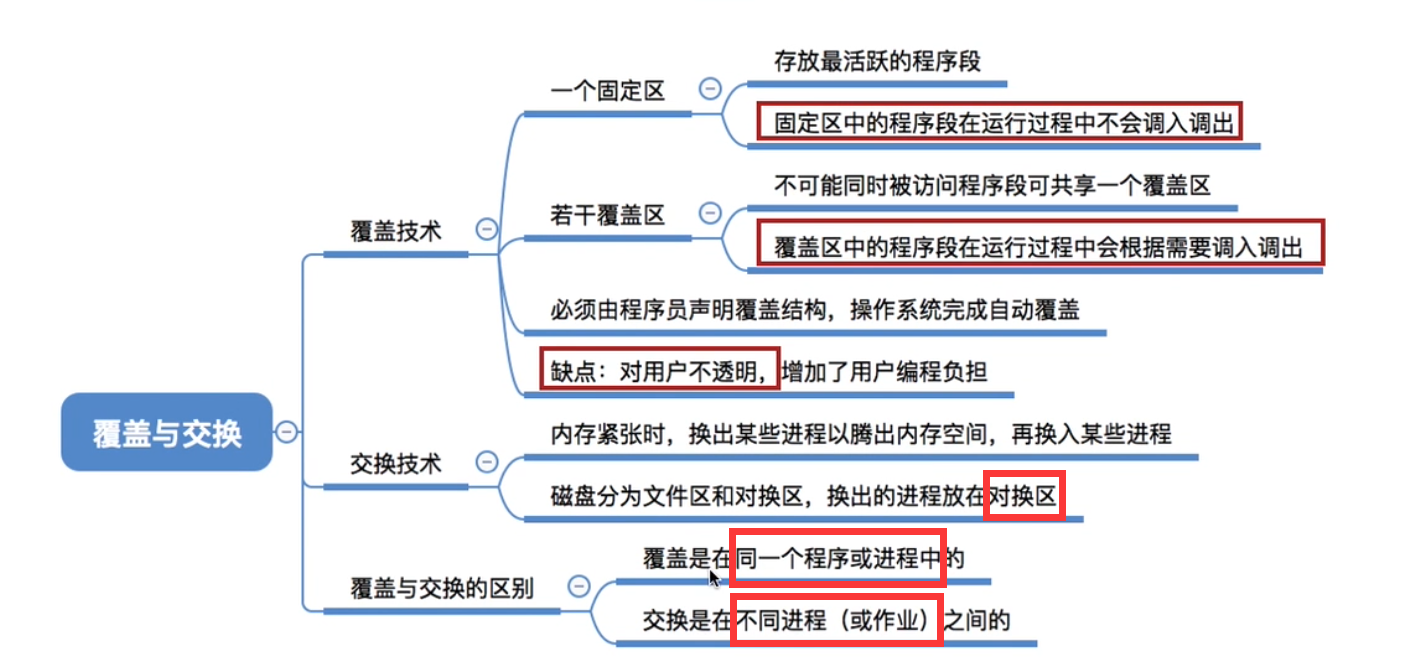 存放最活跃的程序段
一个固定区
固定区中的程序段在运行过程中不会调入调出
不可能同时被访问程序段可共享一个覆盖区
若干覆盖区
覆盖技术
覆盖区中的程序段在运行过程中会根据需要调入调出
必须由程序员声明覆盖结构，操作系统完成自动覆盖
缺点：对用户不透明，增加了用户编程负担
覆盖与交换
内存紧张时，换出某些进程以腾出内存空间，再换入某些进程
交换技术
磁盘分为文件区和对换区，换出的进程放在对换区
覆盖是在同一个程序或进程中的
覆盖与交换的区别
交换是在不同进程（或作业）之间的